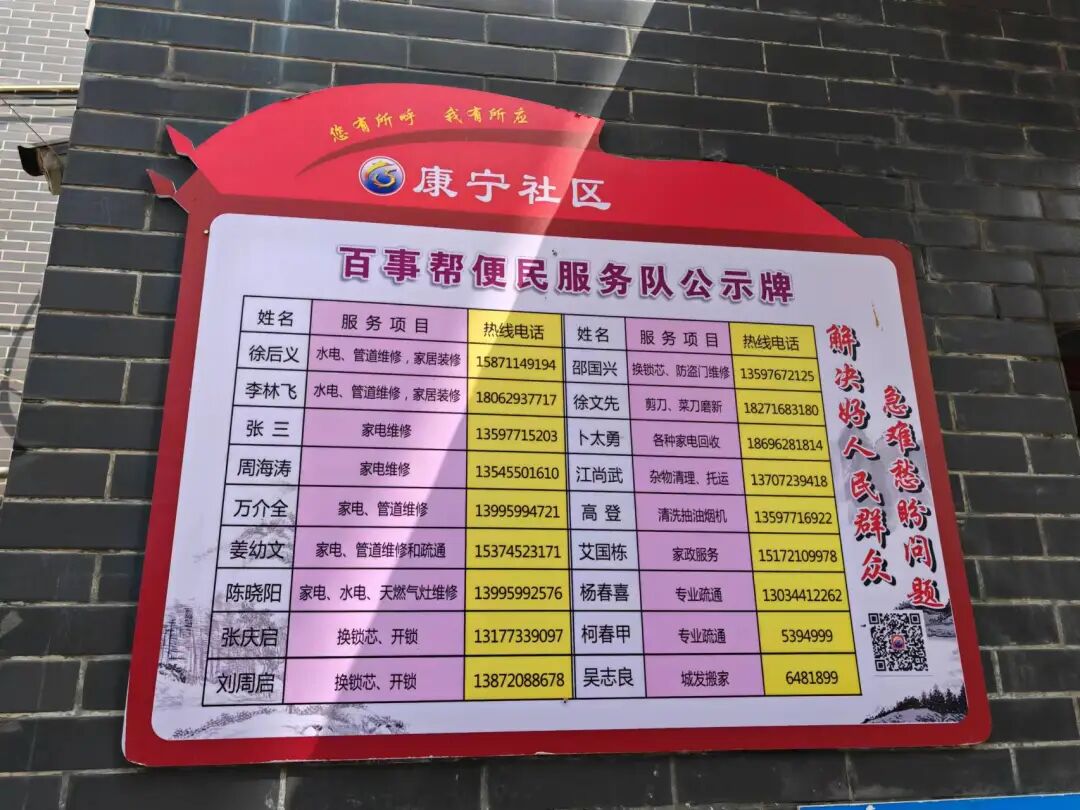 您有所呼 我有所应
康宁社区
百事帮便民服务队公示牌
姓名 服务项目 热线电话 姓名 服务项目 热线电话
徐后义 水电、管道维修，家居装修 15871149194 邵国兴 换锁芯、防盗门维修 13597672125
李林飞 水电、管道维修，家居装修 18062937717 徐文先 剪刀、菜刀磨新 18271683180
张三 家电维修 13597715203 卜太勇 各种家电回收 18696281814
周海涛 家电维修 13545501610 江尚武 杂物清理、托运 13707239418
万介全 家电、管道维修 13995994721 高登 清洗抽油烟机 13597716922
姜幼文 家电、管道维修和疏通 15374523171 艾国栋 家政服务 15172109978
陈晓阳 家电、水电、天燃气灶维修 13995992576 杨春喜 专业疏通 13034412262
张庆启 换锁芯、开锁 13177339097 柯春甲 专业疏通 5394999
刘周启 换锁芯、开锁 13872088678 吴志良 城发搬家 6481899
解决好人民群众
急难愁盼问题